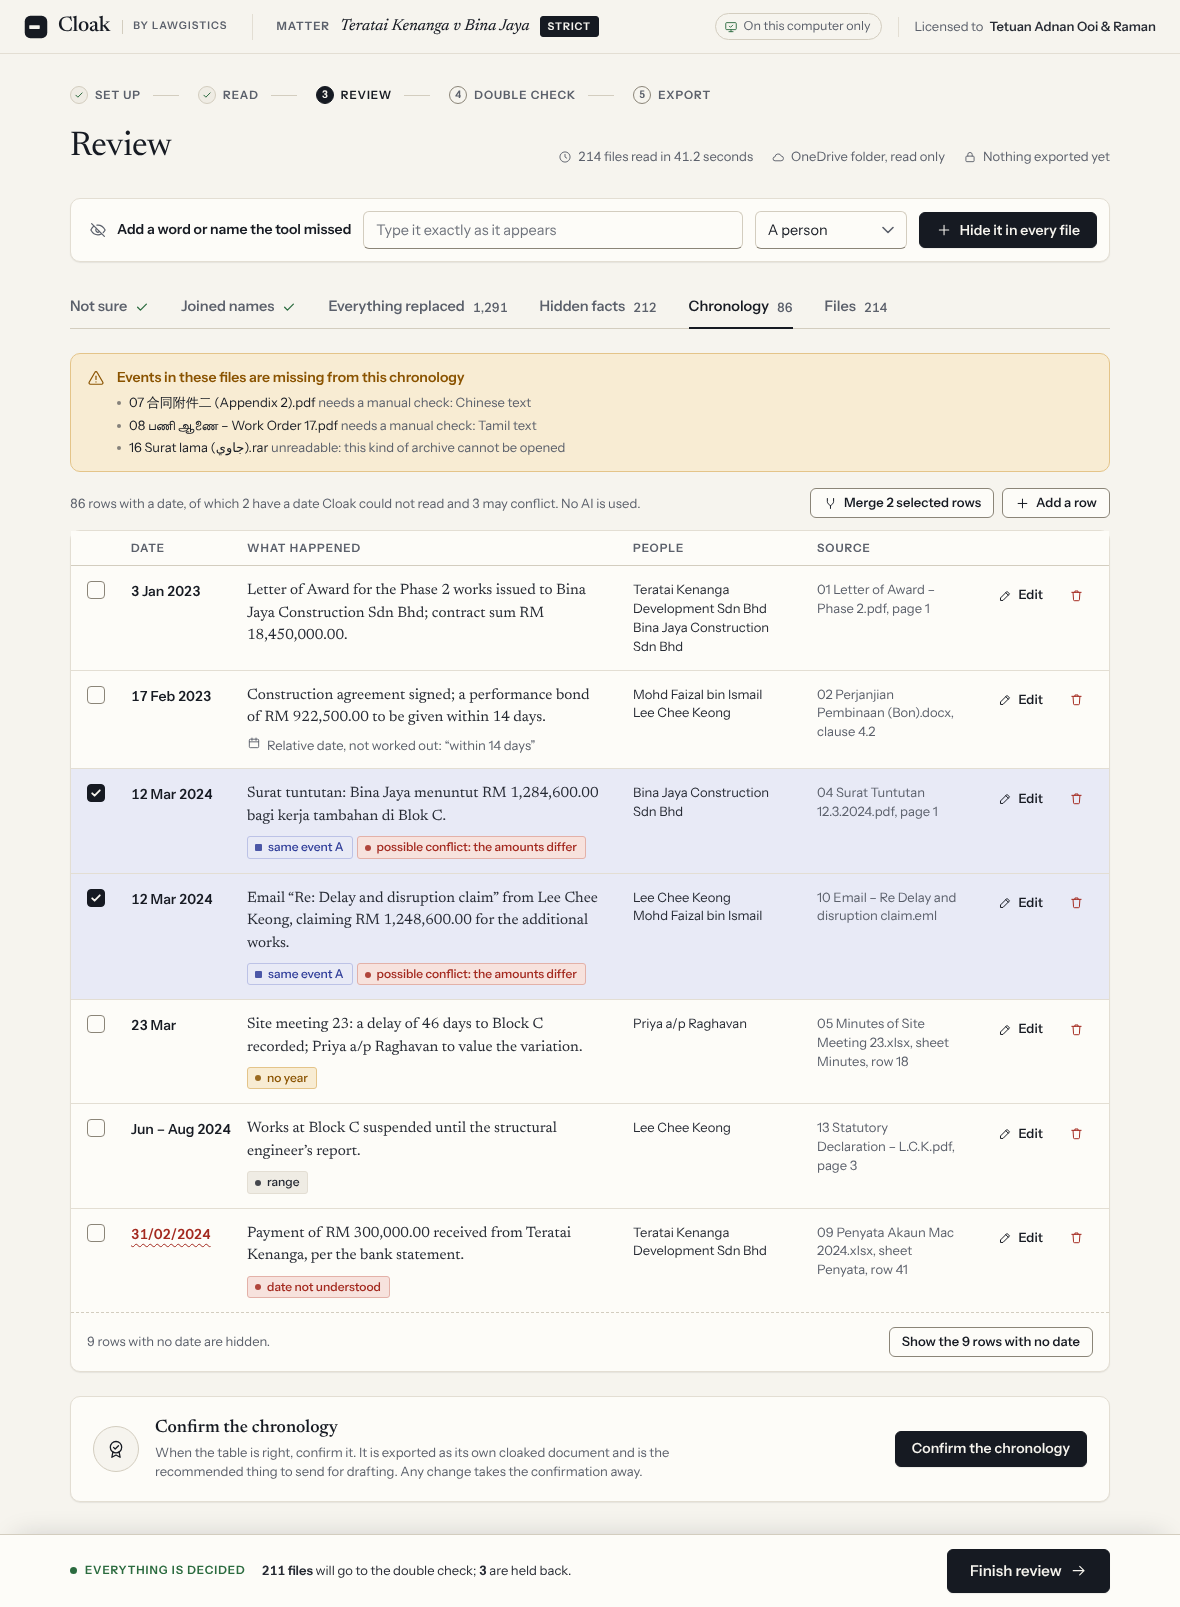 Cloak BY LAWGISTICS MATTER Teratai Kenanga v Bina Jaya STRICT On this computer only Licensed to Tetuan Adnan Ooi & Raman
SET UP READ 3 REVIEW 4 DOUBLE CHECK 5 EXPORT
Review
214 files read in 41.2 seconds OneDrive folder, read only Nothing exported yet
Add a word or name the tool missed Type it exactly as it appears A person Hide it in every file
Not sure Joined names Everything replaced 1,291 Hidden facts 212 Chronology 86 Files 214
Events in these files are missing from this chronology
07 合同附件二 (Appendix 2).pdf needs a manual check: Chinese text
08 பணி ஆணை – Work Order 17.pdf needs a manual check: Tamil text
16 Surat lama (جاوي).rar unreadable: this kind of archive cannot be opened
86 rows with a date, of which 2 have a date Cloak could not read and 3 may conflict. No AI is used.
Merge 2 selected rows Add a row
DATE WHAT HAPPENED PEOPLE SOURCE
3 Jan 2023
Letter of Award for the Phase 2 works issued to Bina
Jaya Construction Sdn Bhd; contract sum RM
18,450,000.00.
Teratai Kenanga
Development Sdn Bhd
Bina Jaya Construction
Sdn Bhd
01 Letter of Award –
Phase 2.pdf, page 1
Edit
17 Feb 2023
Construction agreement signed; a performance bond
of RM 922,500.00 to be given within 14 days.
Relative date, not worked out: “within 14 days”
Mohd Faizal bin Ismail
Lee Chee Keong
02 Perjanjian
Pembinaan (Bon).docx,
clause 4.2
Edit
12 Mar 2024
Surat tuntutan: Bina Jaya menuntut RM 1,284,600.00
bagi kerja tambahan di Blok C.
same event A possible conflict: the amounts differ
Bina Jaya Construction
Sdn Bhd
04 Surat Tuntutan
12.3.2024.pdf, page 1
Edit
12 Mar 2024
Email “Re: Delay and disruption claim” from Lee Chee
Keong, claiming RM 1,248,600.00 for the additional
works.
same event A possible conflict: the amounts differ
Lee Chee Keong
Mohd Faizal bin Ismail
10 Email – Re Delay and
disruption claim.eml
Edit
23 Mar
Site meeting 23: a delay of 46 days to Block C
recorded; Priya a/p Raghavan to value the variation.
no year
Priya a/p Raghavan
05 Minutes of Site
Meeting 23.xlsx, sheet
Minutes, row 18
Edit
Jun – Aug 2024
Works at Block C suspended until the structural
engineer’s report.
range
Lee Chee Keong
13 Statutory
Declaration – L.C.K.pdf,
page 3
Edit
31/02/2024
Payment of RM 300,000.00 received from Teratai
Kenanga, per the bank statement.
date not understood
Teratai Kenanga
Development Sdn Bhd
09 Penyata Akaun Mac
2024.xlsx, sheet
Penyata, row 41
Edit
9 rows with no date are hidden. Show the 9 rows with no date
Confirm the chronology
When the table is right, confirm it. It is exported as its own cloaked document and is the
recommended thing to send for drafting. Any change takes the confirmation away.
Confirm the chronology
EVERYTHING IS DECIDED 211 files will go to the double check; 3 are held back. Finish review